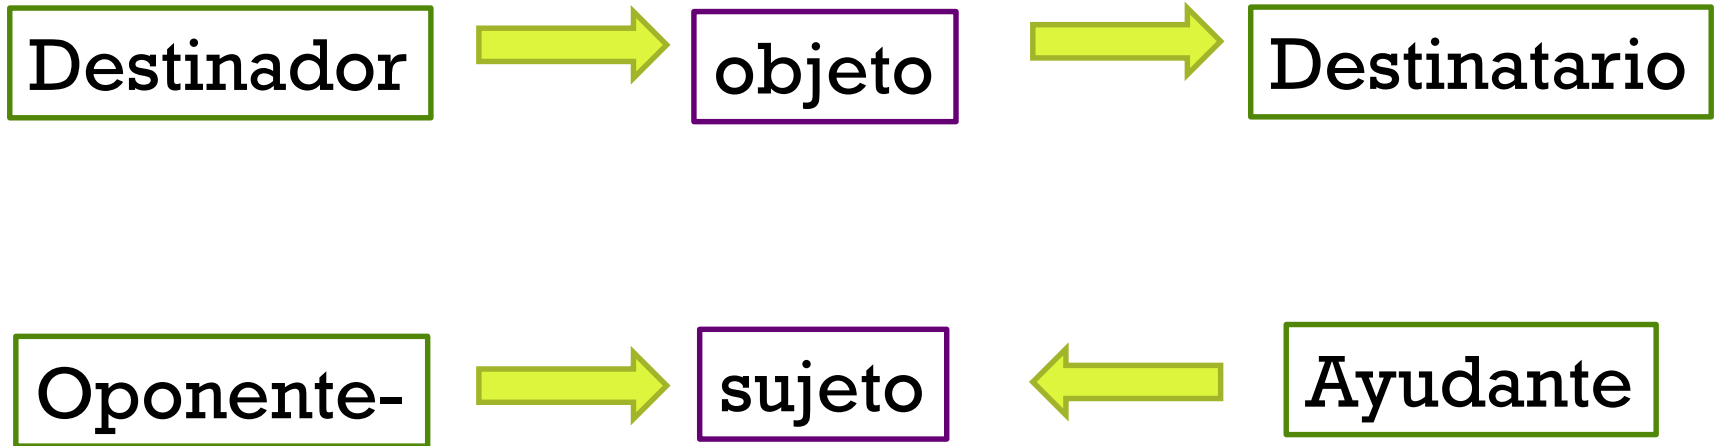 Destinador
objeto
Destinatario
Oponente-
sujeto
Ayudante